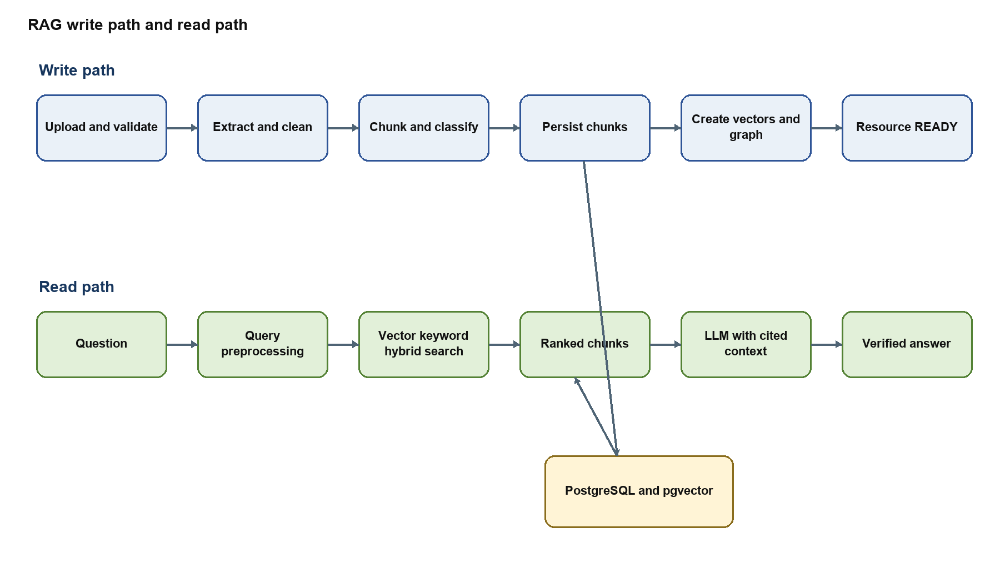 RAG write path and read path
Write path
Upload and validate
Extract and clean
Chunk and classify
Persist chunks
Create vectors and
graph
Resource READY
Read path
Question
Query
preprocessing
Vector keyword
hybrid search
Ranked chunks
LLM with cited
context
Verified answer
PostgreSQL and pgvector